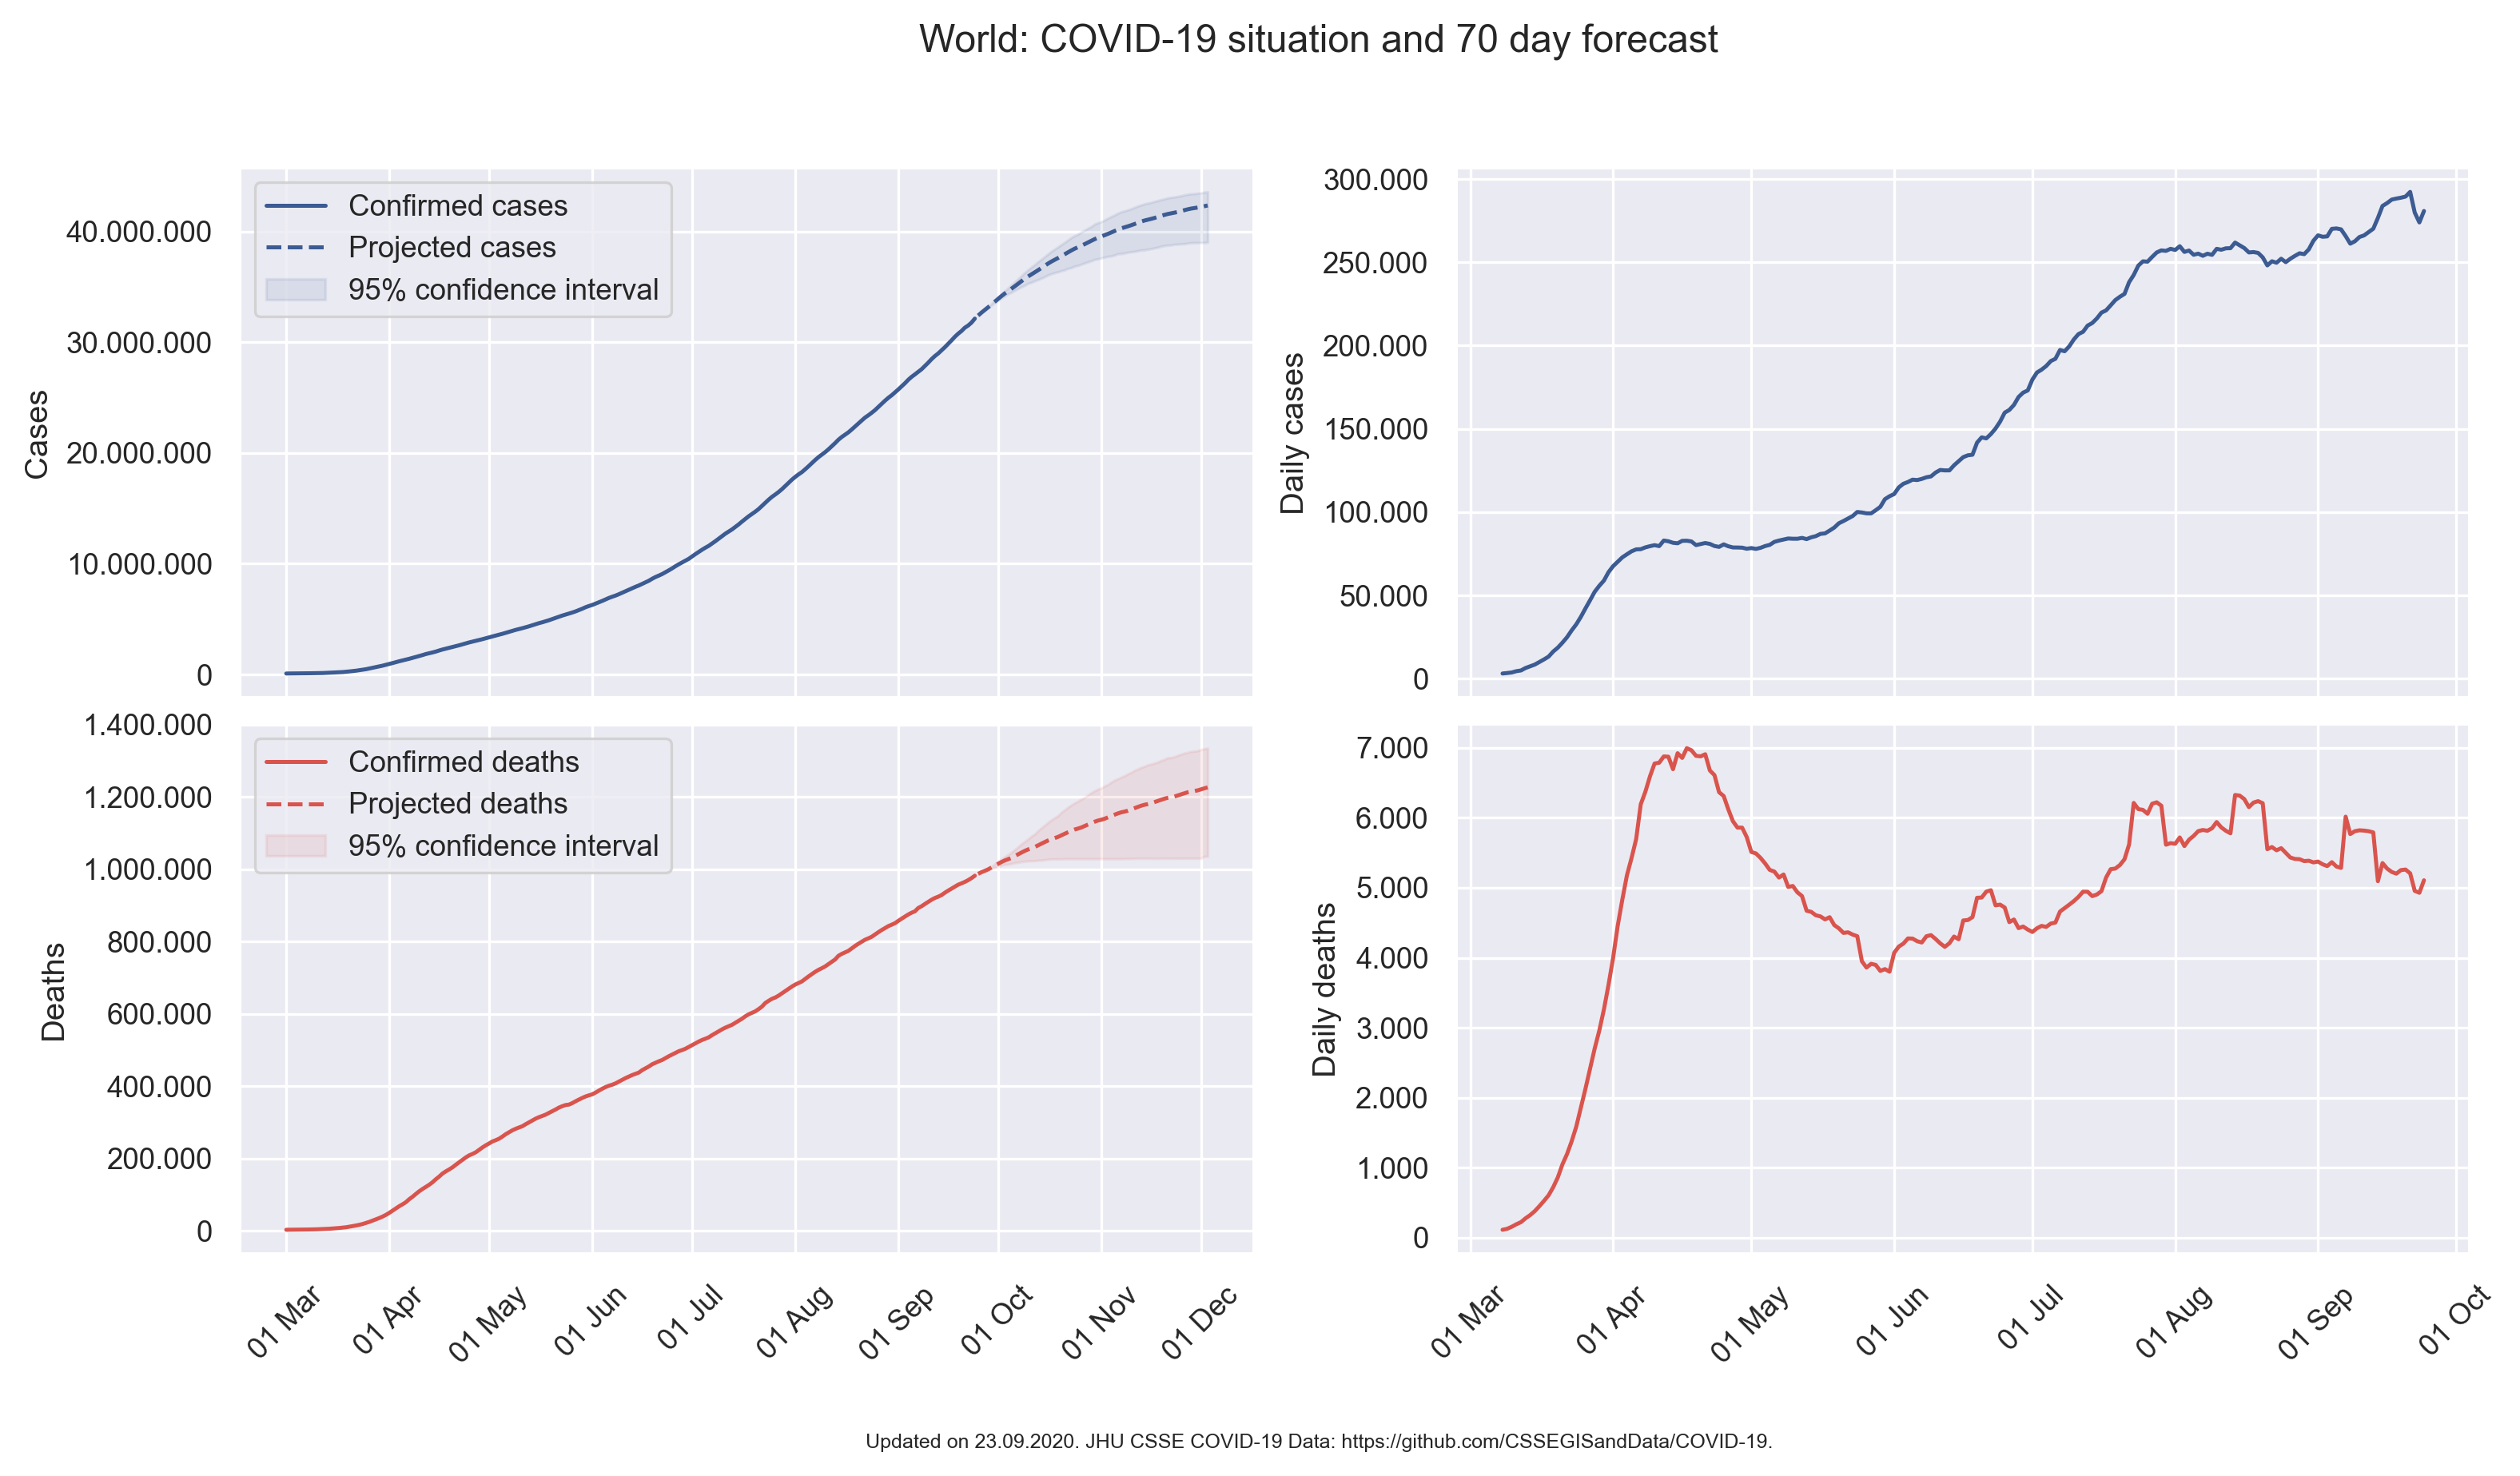 World: COVID-19 situation and 70 day forecast
Confirmed cases
Projected cases
95% confidence interval
Cases
40.000.000
30.000.000
20.000.000
10.000.000
0
Daily cases
300.000
250.000
200.000
150.000
100.000
50.000
0
Confirmed deaths
Projected deaths
95% confidence interval
Deaths
1.400.000
1.200.000
1.000.000
800.000
600.000
400.000
200.000
0
01 Mar
01 Apr
01 May
01 Jun
01 Jul
01 Aug
01 Sep
01 Oct
01 Nov
01 Dec
Daily deaths
7.000
6.000
5.000
4.000
3.000
2.000
1.000
0
01 Mar
01 Apr
01 May
01 Jun
01 Jul
01 Aug
01 Sep
01 Oct
Updated on 23.09.2020. JHU CSSE COVID-19 Data: https://github.com/CSSEGISandData/COVID-19.